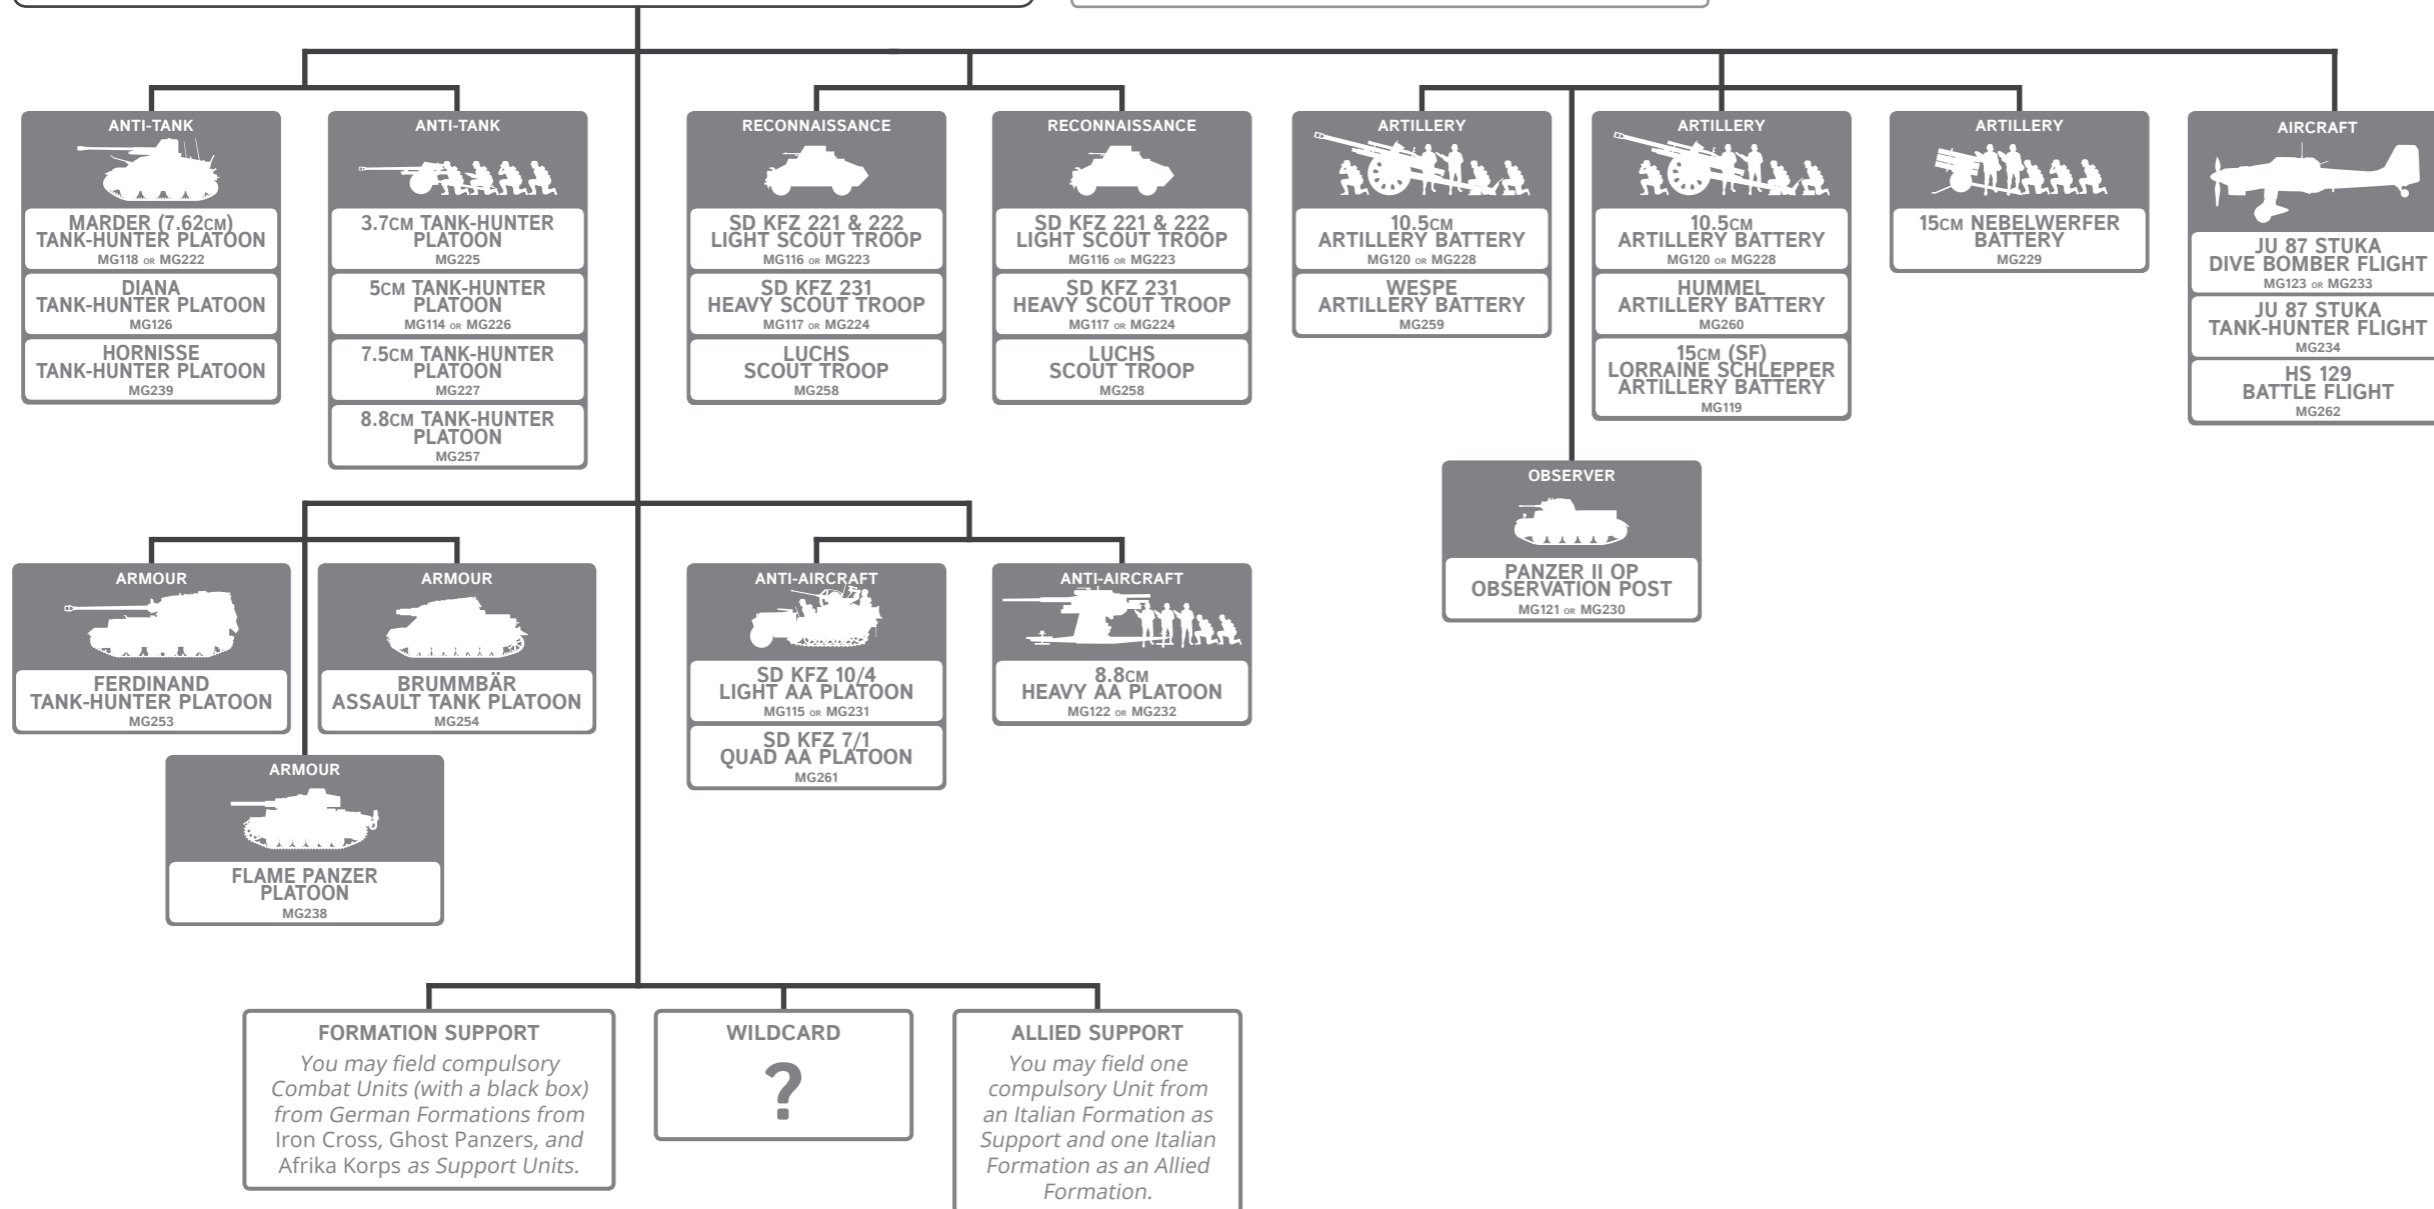 ANTI-TANK
MARDER (7.62CM)
TANK-HUNTER PLATOON
MG118 OR MG222
DIANA
TANK-HUNTER PLATOON
MG126
HORNISSE
TANK-HUNTER PLATOON
MG239
ANTI-TANK
3.7CM TANK-HUNTER
PLATOON
MG225
5CM TANK-HUNTER
PLATOON
MG114 OR MG226
7.5CM TANK-HUNTER
PLATOON
MG227
8.8CM TANK-HUNTER
PLATOON
MG257
RECONNAISSANCE
SD KFZ 221 & 222
LIGHT SCOUT TROOP
MG116 OR MG223
SD KFZ 231
HEAVY SCOUT TROOP
MG117 OR MG224
LUCHS
SCOUT TROOP
MG258
RECONNAISSANCE
SD KFZ 221 & 222
LIGHT SCOUT TROOP
MG116 OR MG223
SD KFZ 231
HEAVY SCOUT TROOP
MG117 OR MG224
LUCHS
SCOUT TROOP
MG258
ARTILLERY
10.5CM
ARTILLERY BATTERY
MG120 OR MG228
WESPE
ARTILLERY BATTERY
MG259
ARTILLERY
10.5CM
ARTILLERY BATTERY
MG120 OR MG228
HUMMEL
ARTILLERY BATTERY
MG260
15CM (SF)
LORRAINE SCHLEPPER
ARTILLERY BATTERY
MG119
ARTILLERY
15CM NEBELWERFER
BATTERY
MG229
AIRCRAFT
JU 87 STUKA
DIVE BOMBER FLIGHT
MG123 OR MG233
JU 87 STUKA
TANK-HUNTER FLIGHT
MG234
HS 129
BATTLE FLIGHT
MG262
OBSERVER
PANZER II OP
OBSERVATION POST
MG121 OR MG230
ARMOUR
FERDINAND
TANK-HUNTER PLATOON
MG253
ARMOUR
BRUMMBÄR
ASSAULT TANK PLATOON
MG254
ARMOUR
FLAME PANZER
PLATOON
MG238
ANTI-AIRCRAFT
SD KFZ 10/4
LIGHT AA PLATOON
MG115 OR MG231
SD KFZ 7/1
QUAD AA PLATOON
MG261
ANTI-AIRCRAFT
8.8CM
HEAVY AA PLATOON
MG122 OR MG232
FORMATION SUPPORT
You may field compulsory
Combat Units (with a black box)
from German Formations from
Iron Cross, Ghost Panzers, and
Afrika Korps as Support Units.
WILDCARD
?
ALLIED SUPPORT
You may field one
compulsory Unit from
an Italian Formation as
Support and one Italian
Formation as an Allied
Formation.